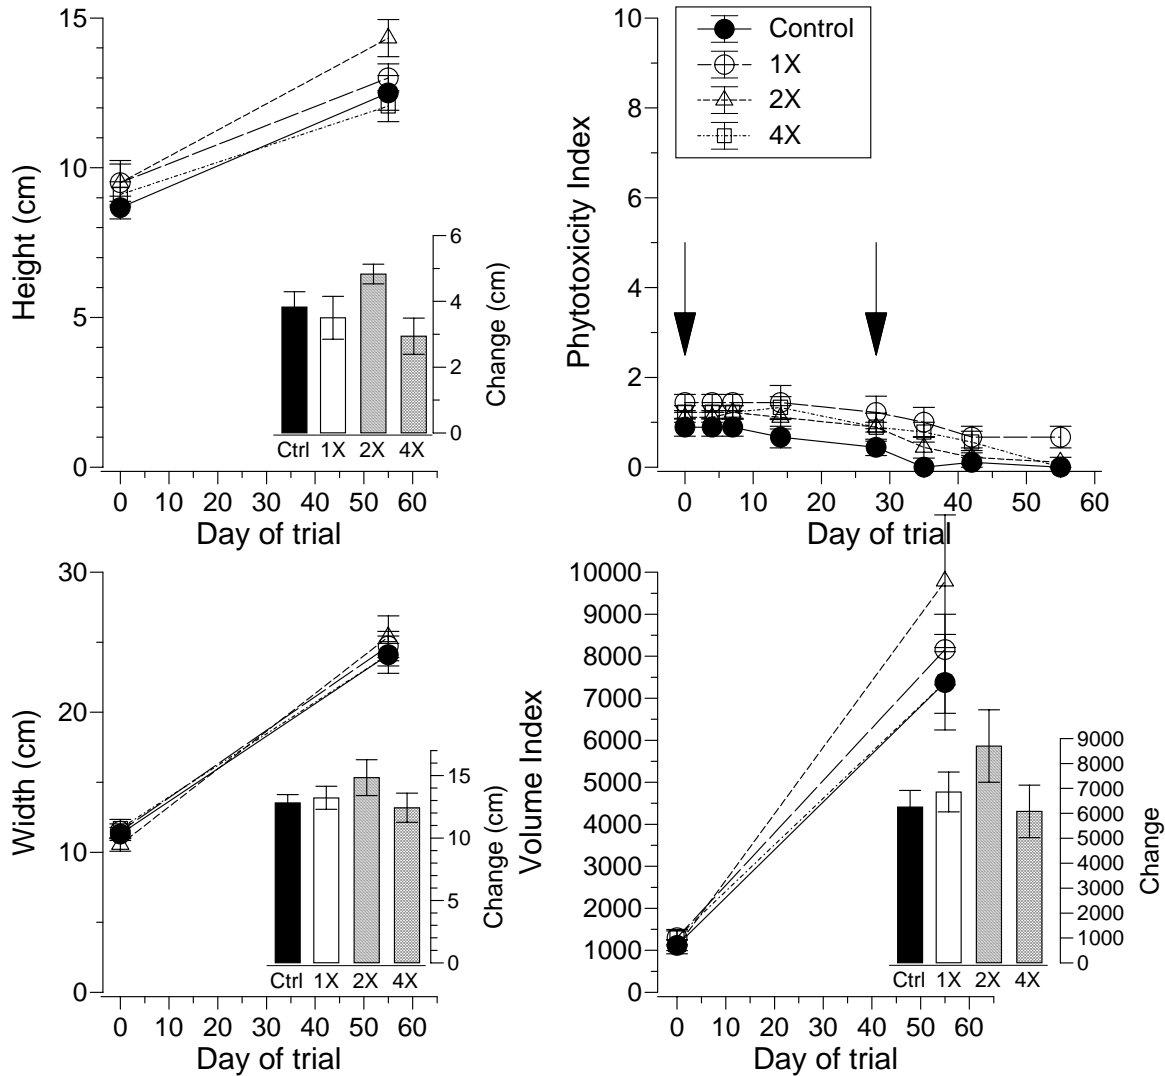 15
10
5
0
Height (cm)
6
4
2
0
Change (cm)
Ctrl 1X 2X 4X
0 10 20 30 40 50 60
Day of trial
10
8
6
4
2
0
Phytotoxicity Index
Control
1X
2X
4X
0 10 20 30 40 50 60
Day of trial
30
20
10
0
Width (cm)
15
10
5
0
Change (cm)
Ctrl 1X 2X 4X
0 10 20 30 40 50 60
Day of trial
10000
9000
8000
7000
6000
5000
4000
3000
2000
1000
0
Volume Index
9000
8000
7000
6000
5000
4000
3000
2000
1000
0
Change
Ctrl 1X 2X 4X
0 10 20 30 40 50 60
Day of trial